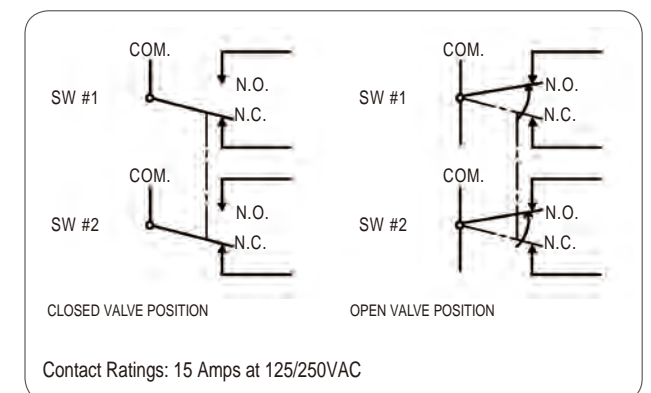 COM.
N.O.
SW #1
N.C.
COM.
N.O.
SW #2
N.C.
CLOSED VALVE POSITION
COM.
N.O.
SW #1
N.C.
COM.
N.O.
SW #2
N.C.
OPEN VALVE POSITION
Contact Ratings: 15 Amps at 125/250VAC